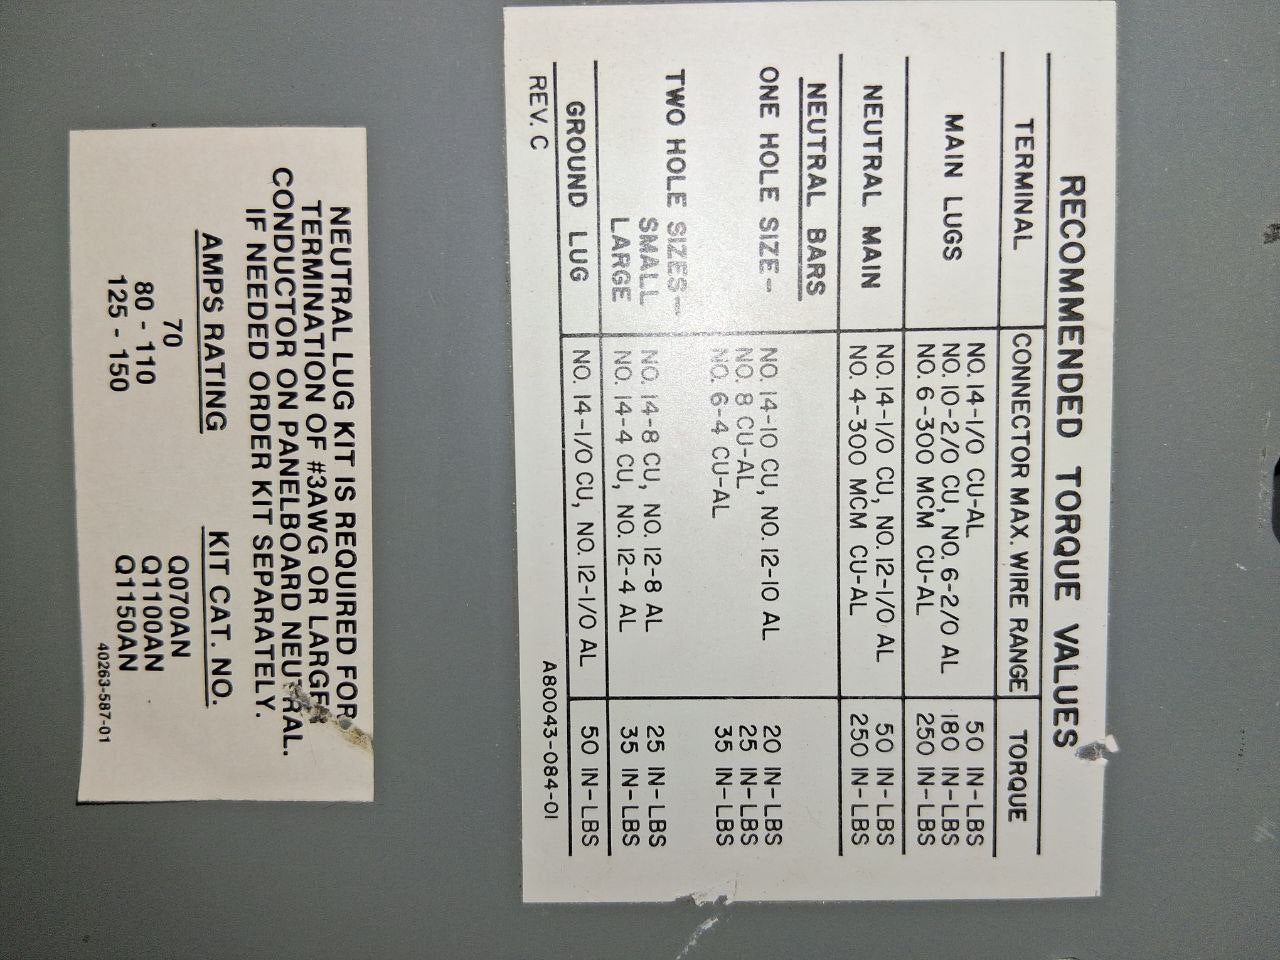 RECOMMENDED TORQUE VALUES
TERMINAL CONNECTOR MAX. WIRE RANGE TORQUE
MAIN LUGS NO. 14-1/0 CU-AL 50 IN-LBS
NO. 10-2/0 CU, NO. 6-2/0 AL 180 IN-LBS
NO. 6-300 MCM CU-AL 250 IN-LBS
NEUTRAL MAIN NO. 14-1/0 CU, NO. 12-1/0 AL 50 IN-LBS
NO. 4-300 MCM CU-AL 250 IN-LBS
NEUTRAL BARS
ONE HOLE SIZE- NO. 14-10 CU, NO. 12-10 AL 20 IN-LBS
NO. 8 CU-AL 25 IN-LBS
NO. 6-4 CU-AL 35 IN-LBS
TWO HOLE SIZES-
SMALL NO. 14-8 CU, NO. 12-8 AL 25 IN-LBS
LARGE NO. 14-4 CU, NO. 12-4 AL 35 IN-LBS
GROUND LUG NO. 14-1/0 CU, NO. 12-1/0 AL 50 IN-LBS
REV. C A80043-084-01
NEUTRAL LUG KIT IS REQUIRED FOR
TERMINATION OF #3AWG OR LARGER
CONDUCTOR ON PANELBOARD NEUTRAL.
IF NEEDED ORDER KIT SEPARATELY.
AMPS RATING KIT CAT. NO.
70 Q070AN
80 - 110 Q1100AN
125 - 150 Q1150AN
40263-587-01